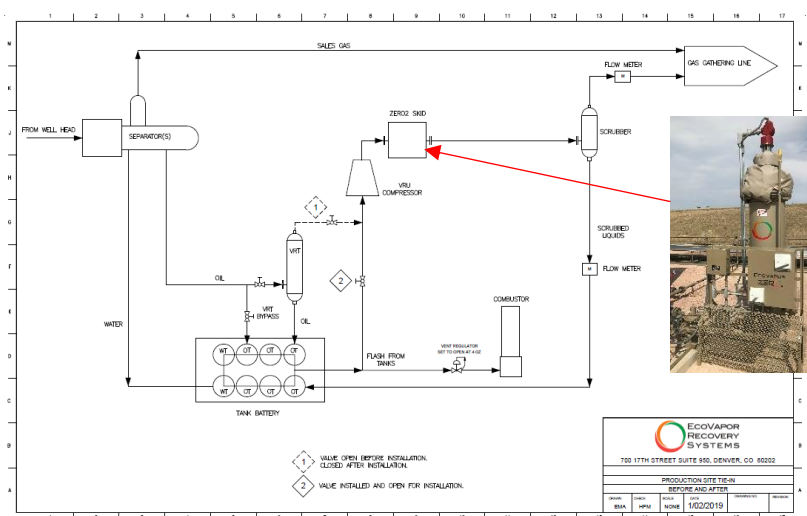 1 2 3 4 5 6 7 8 9 10 11 12 13 14 15 16 17
SALES GAS
FLOW METER
M
GAS GATHERING LINE
ZERO2 SKID
FROM WELL HEAD
SEPARATOR(S)
SCRUBBER
VRU
COMPRESSOR
1
VRT
SCRUBBED
LIQUIDS
OIL
2
M
FLOW METER
VRT
BYPASS
OIL
COMBUSTOR
WATER
VENT REGULATOR
SET TO OPEN AT 4 OZ
WT OT OT OT
FLASH FROM
TANKS
WT OT OT OT
TANK BATTERY
1 VALVE OPEN BEFORE INSTALLATION.
CLOSED AFTER INSTALLATION.
2 VALVE INSTALLED AND OPEN FOR INSTALLATION.
ECOVAPOR
RECOVERY
SYSTEMS
700 17TH STREET SUITE 950, DENVER, CO 80202
PRODUCTION SITE TIE-IN
BEFORE AND AFTER
DRAWN CHECK SCALE DATE DRAWING NO. REVISION
BMA HPM NONE 1/02/2019
ECOVAPOR